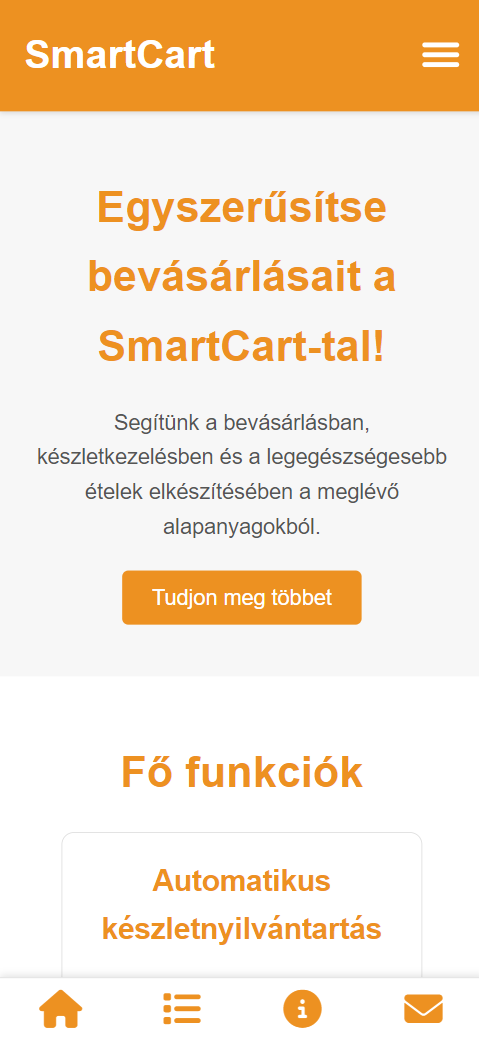 SmartCart
Egyszerűsítse
bevásárlásait a
SmartCart-tal!
Segítünk a bevásárlásban,
készletkezelésben és a legegészségesebb
ételek elkészítésében a meglévő
alapanyagokból.
Tudjon meg többet
Fő funkciók
Automatikus
készletnyilvántartás